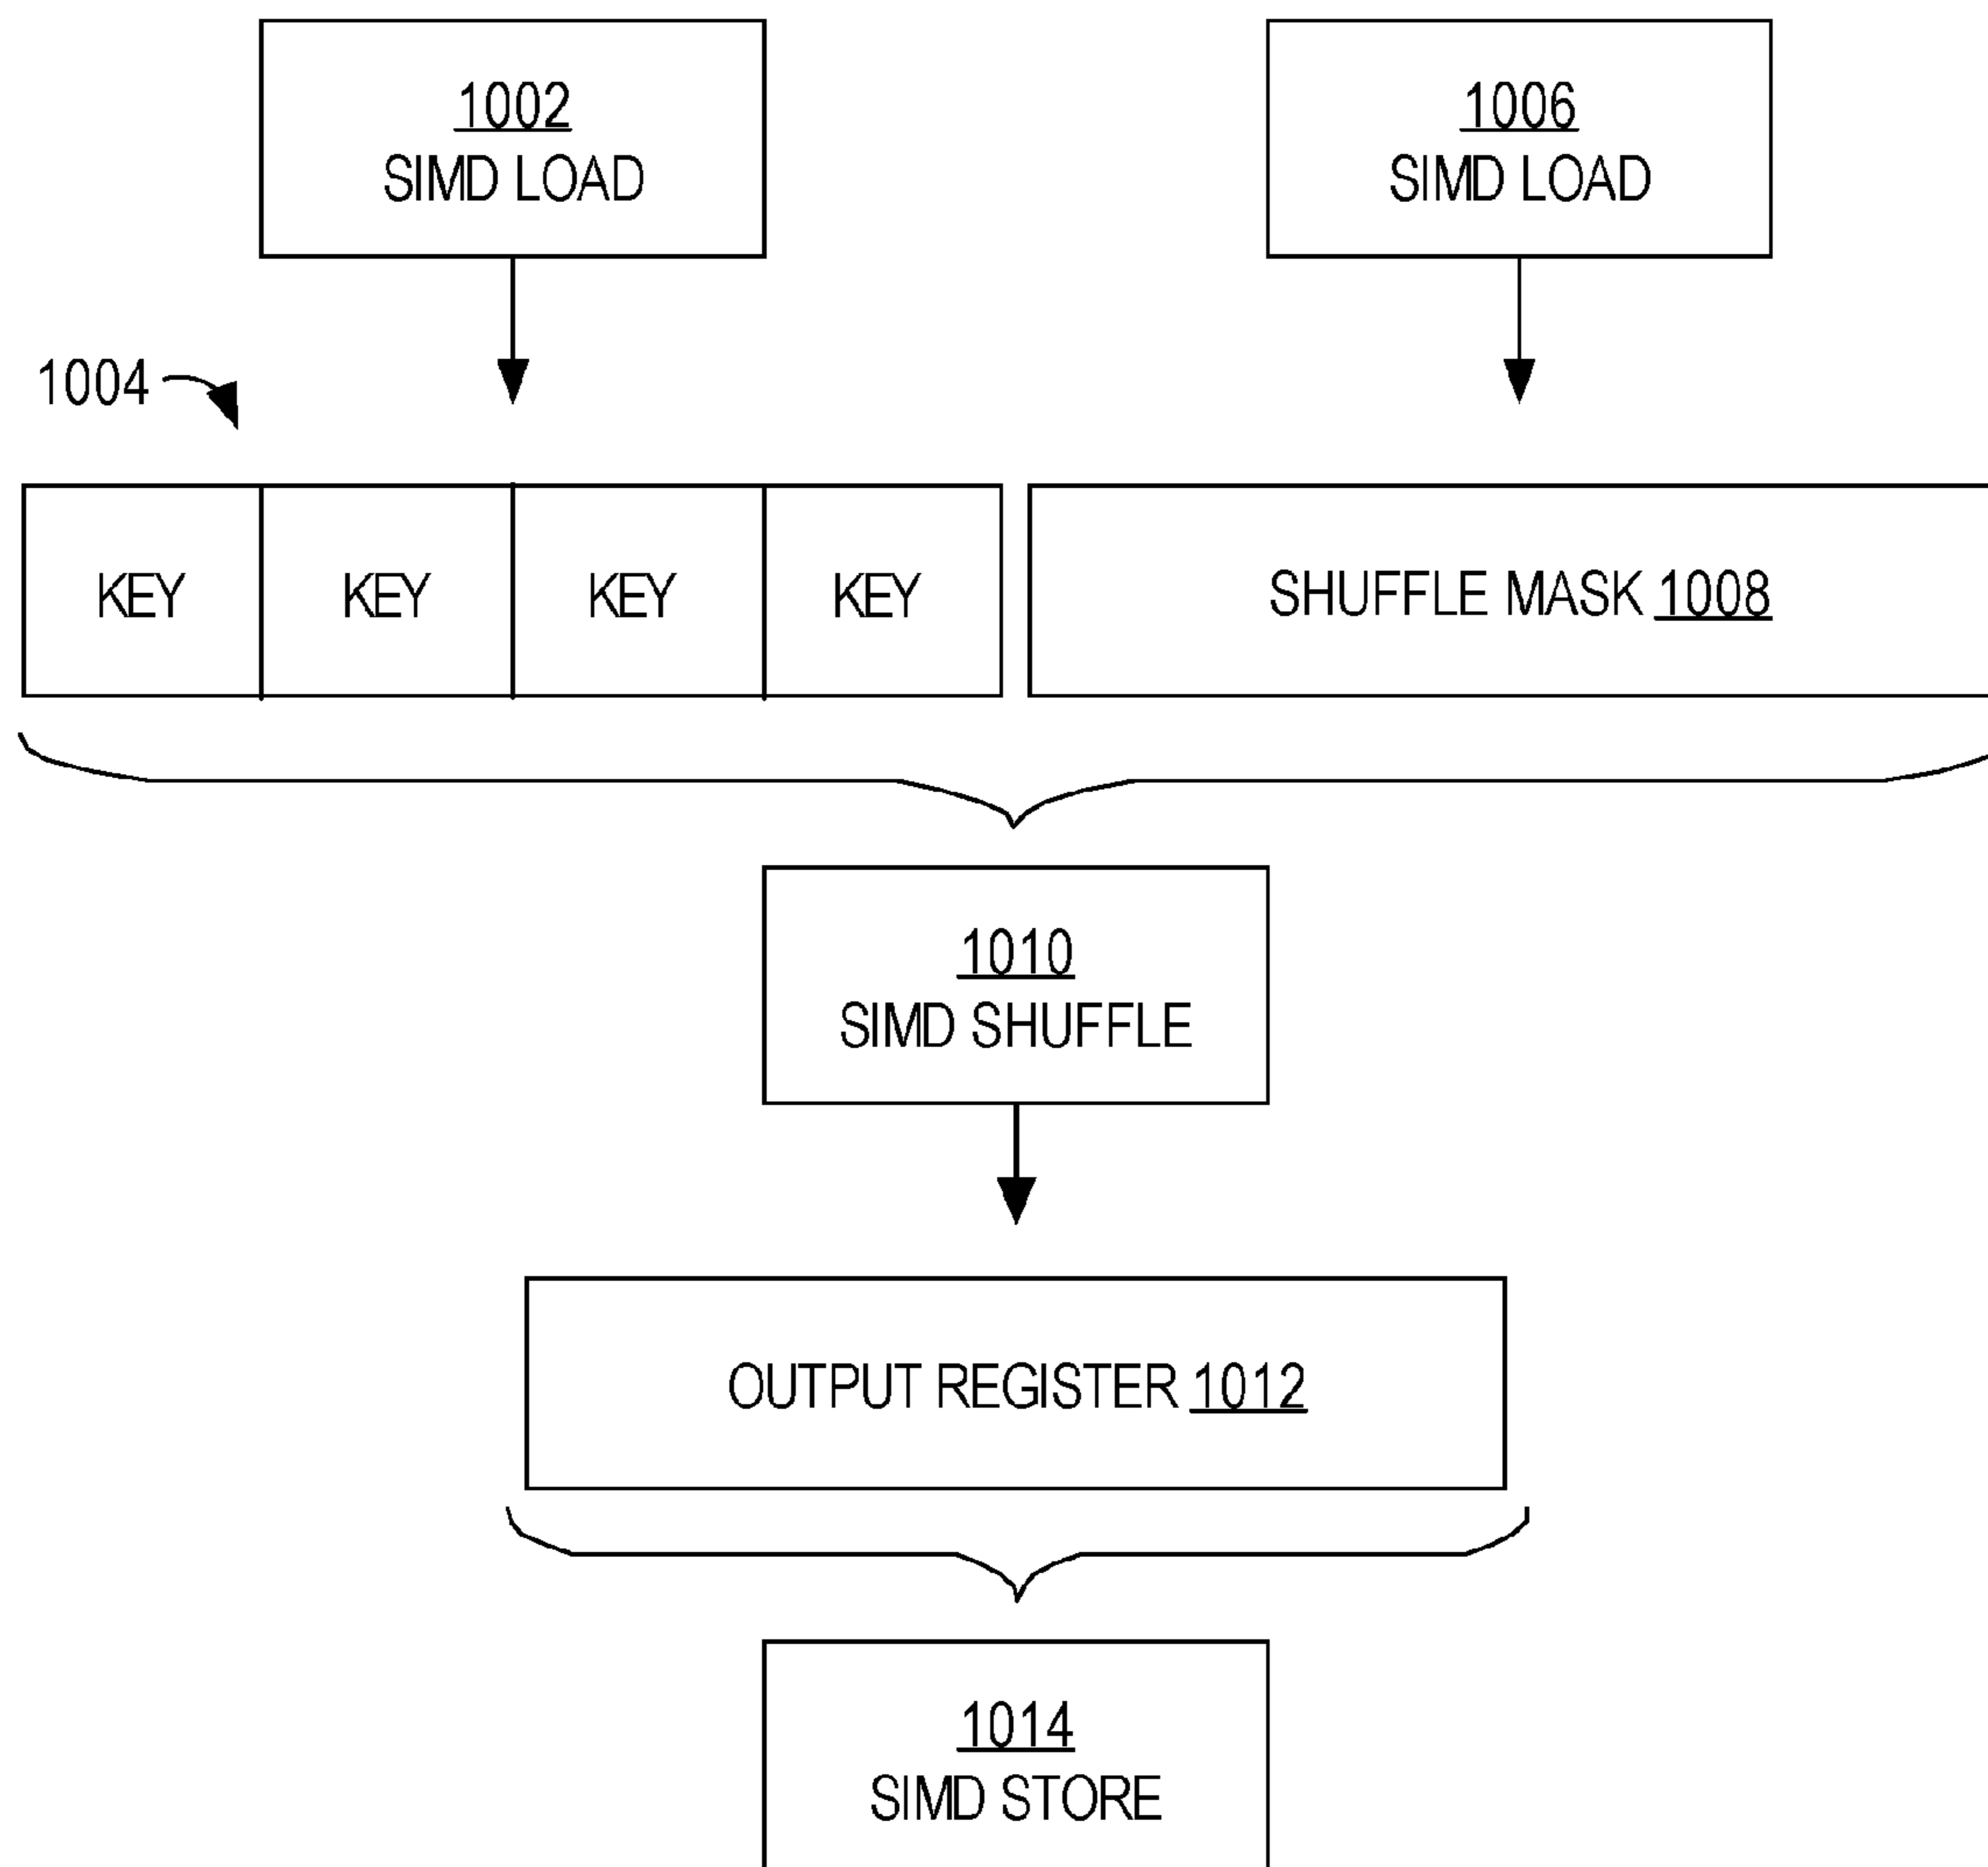 1002
SIMD LOAD
1006
SIMD LOAD
1004
KEY
KEY
KEY
KEY
SHUFFLE MASK 1008
1010
SIMD SHUFFLE
OUTPUT REGISTER 1012
1014
SIMD STORE